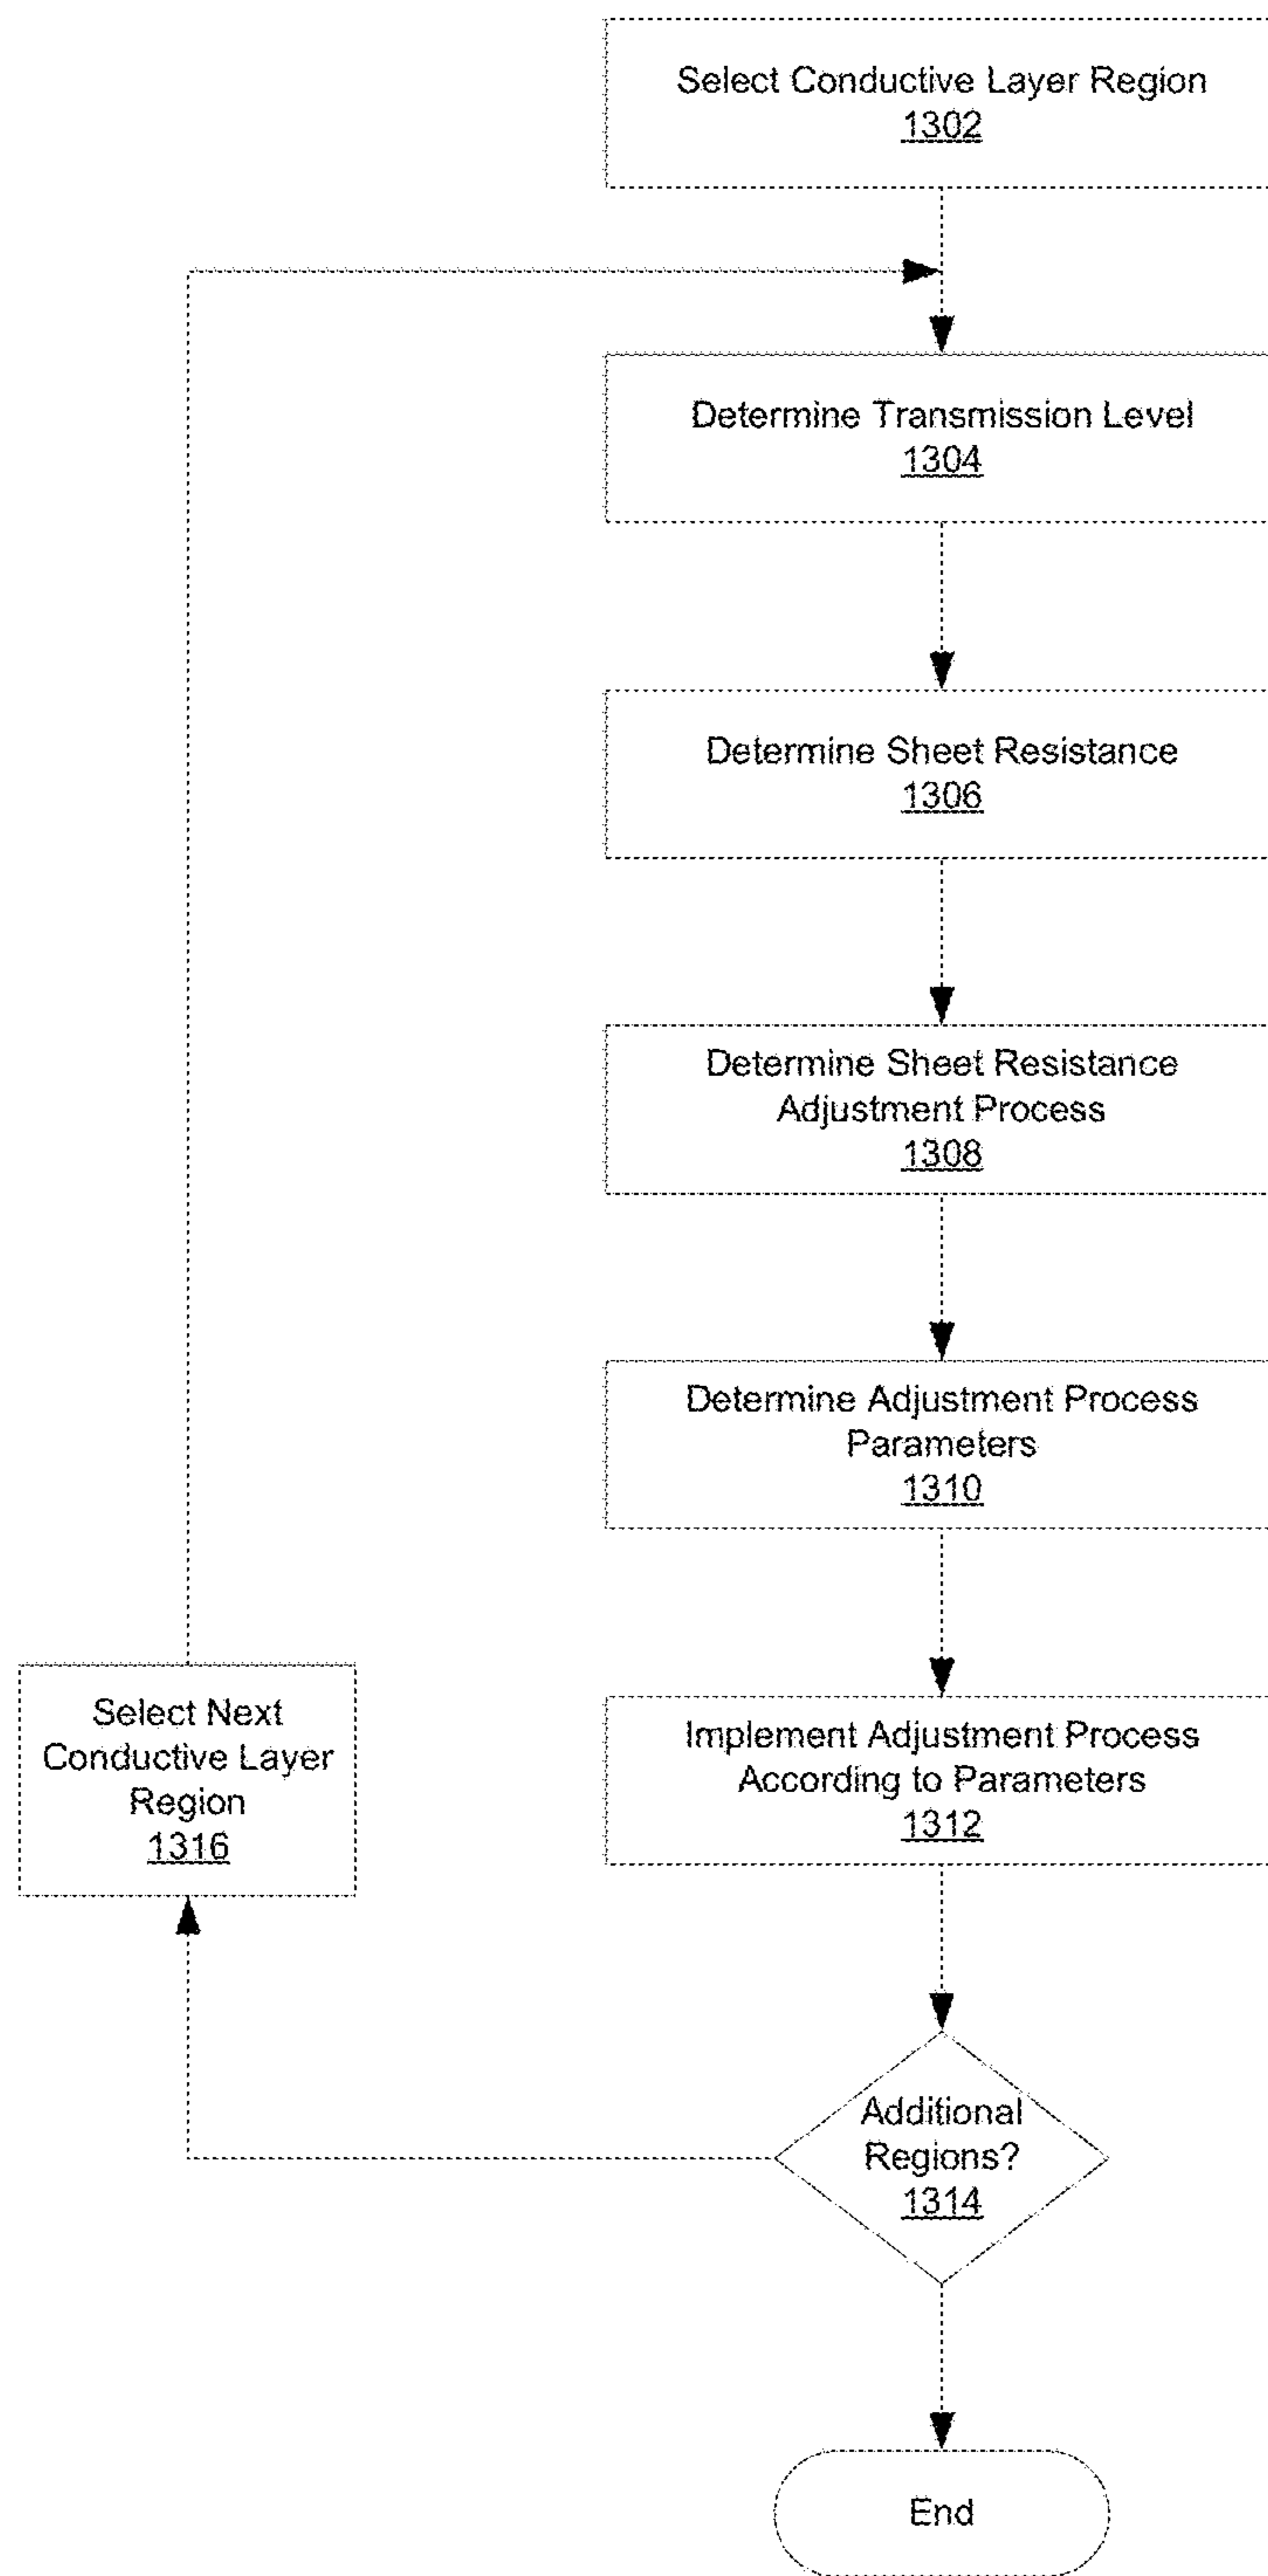 Select Conductive Layer Region
1302
Determine Transmission Level
1304
Determine Sheet Resistance
1306
Determine Sheet Resistance
Adjustment Process
1308
Determine Adjustment Process
Parameters
1310
Implement Adjustment Process
According to Parameters
1312
Select Next
Conductive Layer
Region
1316
Additional
Regions?
1314
End